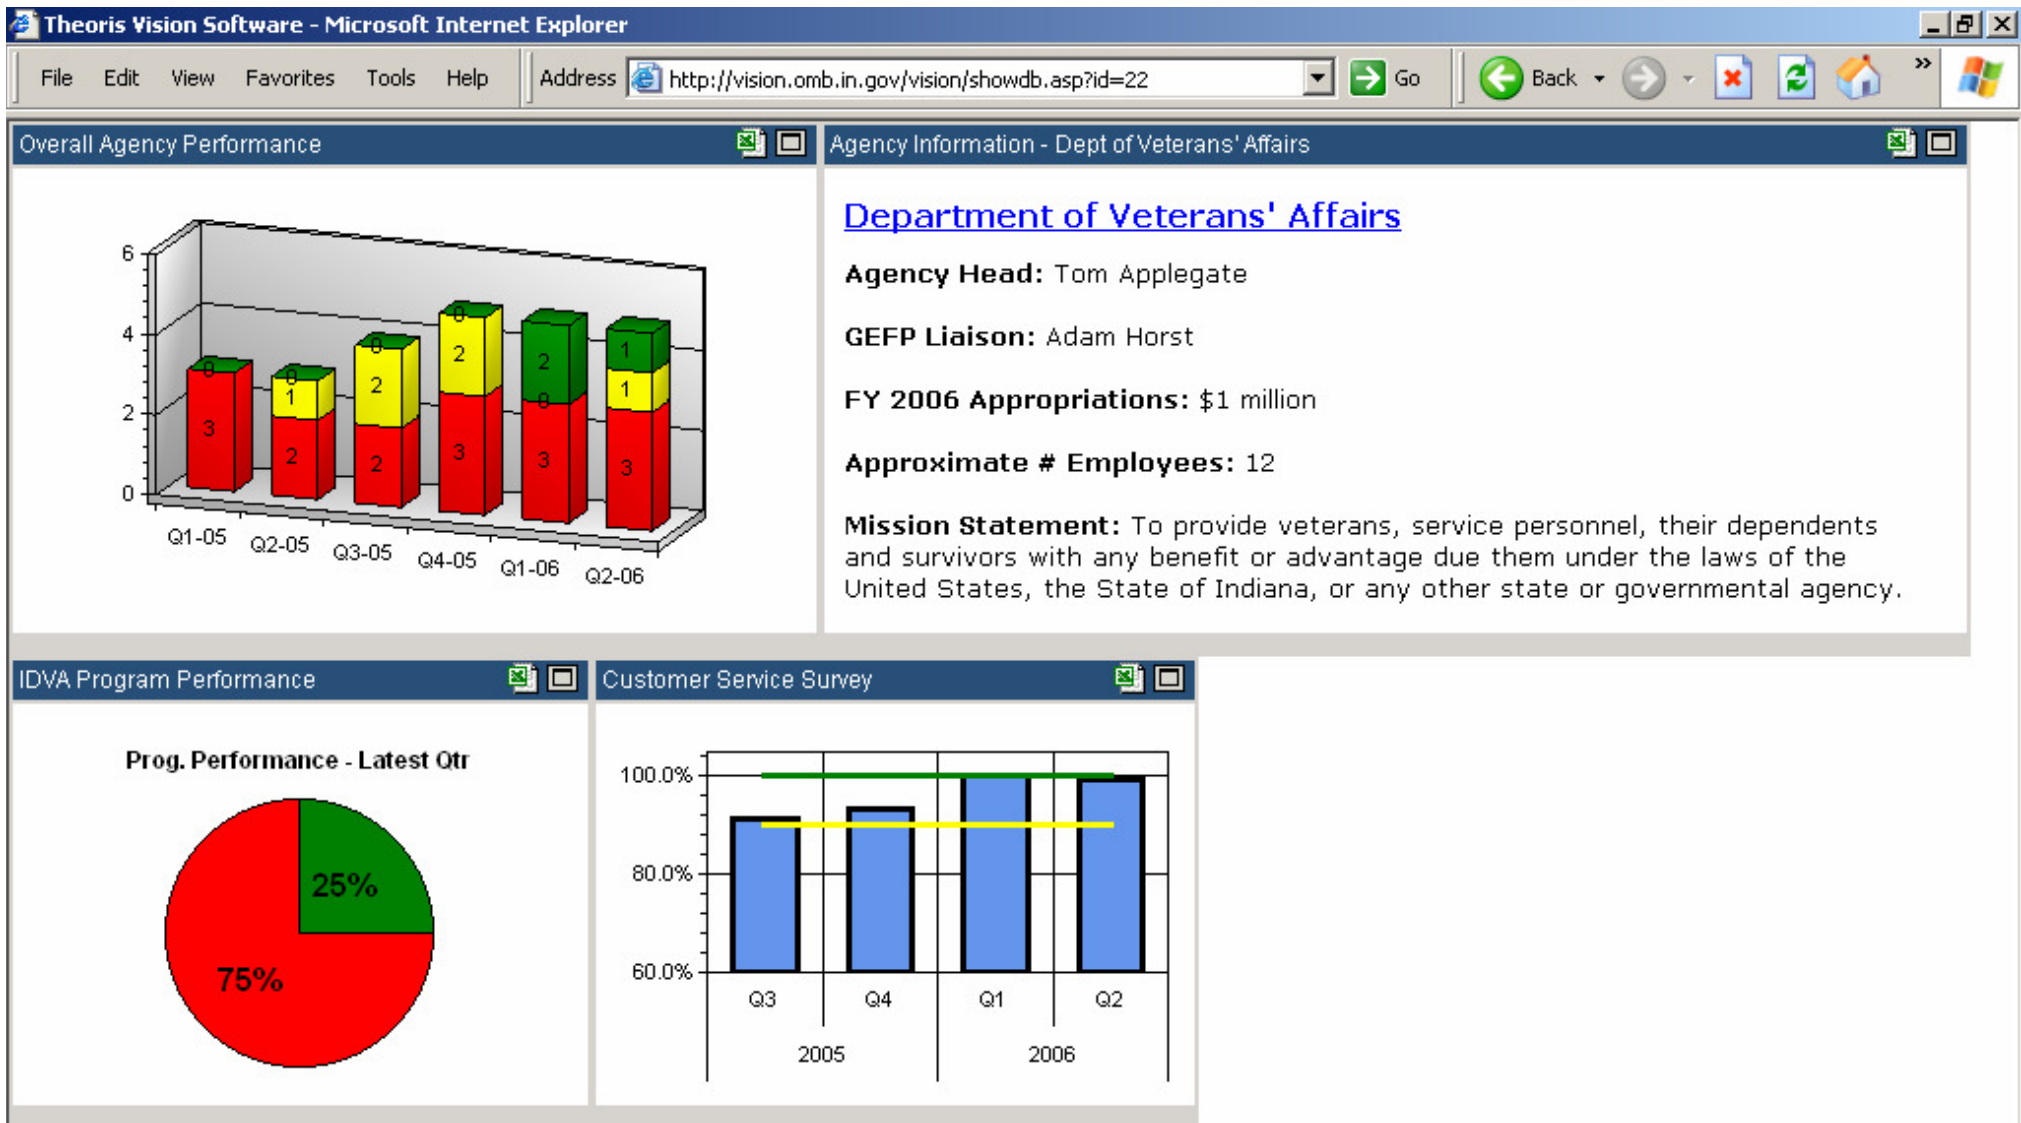 Theoris Vision Software - Microsoft Internet Explorer
File Edit View Favorites Tools Help Address http://vision.omb.in.gov/vision/showdb.asp?id=22 Go Back »
Overall Agency Performance
6
4
2
0
3 0
2 1 0
2 2 0
3 2 0
3 0 2
3 1 1
Q1-05 Q2-05 Q3-05 Q4-05 Q1-06 Q2-06
Agency Information - Dept of Veterans' Affairs
Department of Veterans' Affairs
Agency Head: Tom Applegate
GEFP Liaison: Adam Horst
FY 2006 Appropriations: $1 million
Approximate # Employees: 12
Mission Statement: To provide veterans, service personnel, their dependents
and survivors with any benefit or advantage due them under the laws of the
United States, the State of Indiana, or any other state or governmental agency.
IDVA Program Performance
Prog. Performance - Latest Qtr
25%
75%
Customer Service Survey
100.0%
80.0%
60.0%
Q3 Q4 Q1 Q2
2005 2006